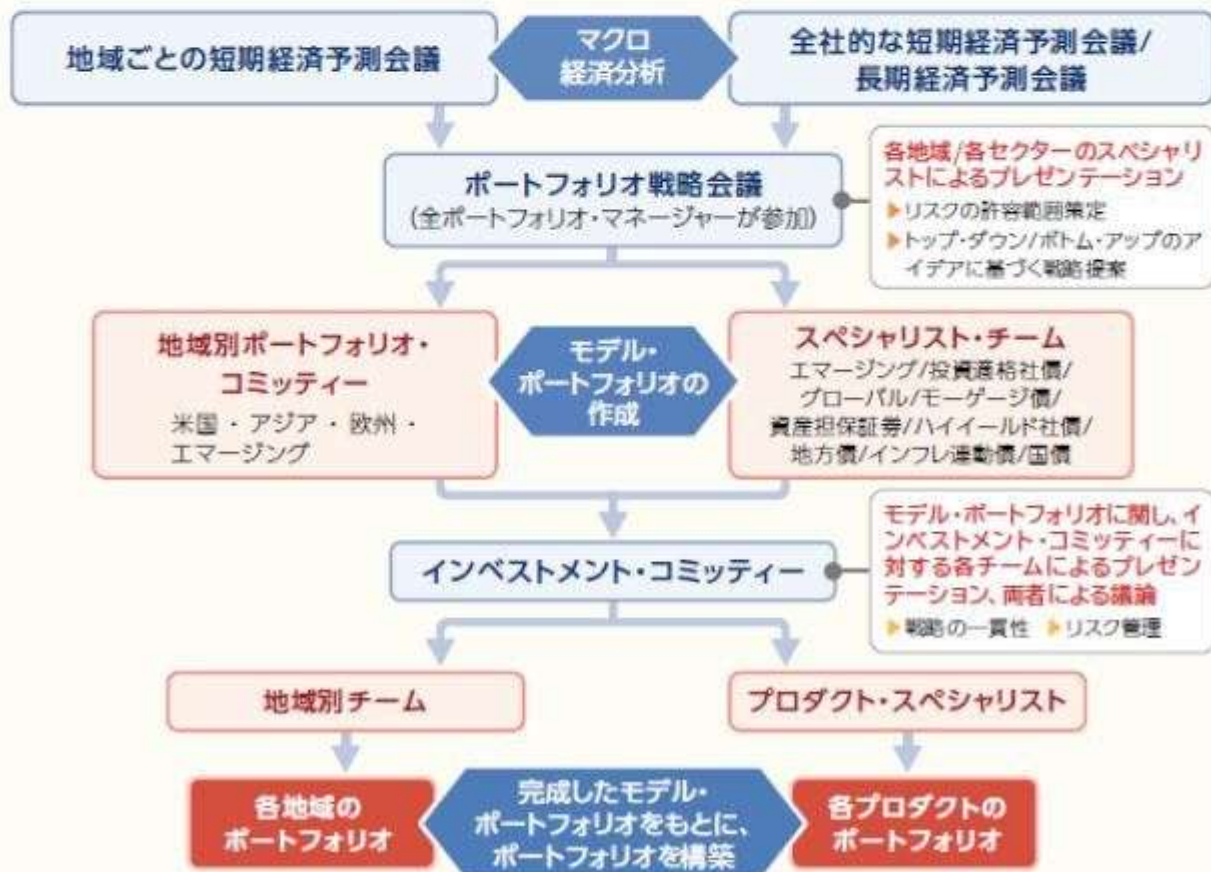 地域ごとの短期経済予測会議
マクロ
経済分析
全社的な短期経済予測会議/
長期経済予測会議
ポートフォリオ戦略会議
(全ポートフォリオ・マネージャーが参加)
各地域/各セクターのスペシャリ
ストによるプレゼンテーション
▶リスクの許容範囲策定
▶トップ・ダウン/ボトム・アップのア
イデアに基づく戦略提案
地域別ポートフォリオ・
コミッティー
米国・アジア・欧州・
エマージング
モデル・
ポートフォリオの
作成
スペシャリスト・チーム
エマージング/投資適格社債/
グローバル/モーゲージ債/
資産担保証券/ハイイールド社債/
地方債/インフレ連動債/国債
インベストメント・コミッティー
モデル・ポートフォリオに関し、イ
ンベストメント・コミッティーに
対する各チームによるプレゼン
テーション、両者による議論
▶戦略の一貫性 ▶リスク管理
地域別チーム
プロダクト・スペシャリスト
各地域の
ポートフォリオ
完成したモデル・
ポートフォリオをもとに、
ポートフォリオを構築
各プロダクトの
ポートフォリオ